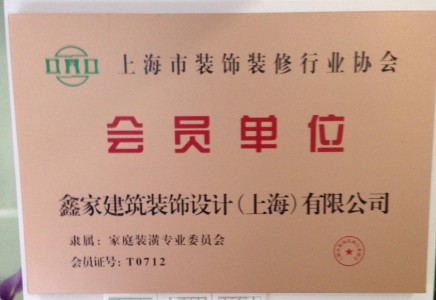 上海市装饰装修行业协会
会员单位
鑫家建筑装饰设计(上海)有限公司
隶属：家庭装潢专业委员会
会员证号：T0712